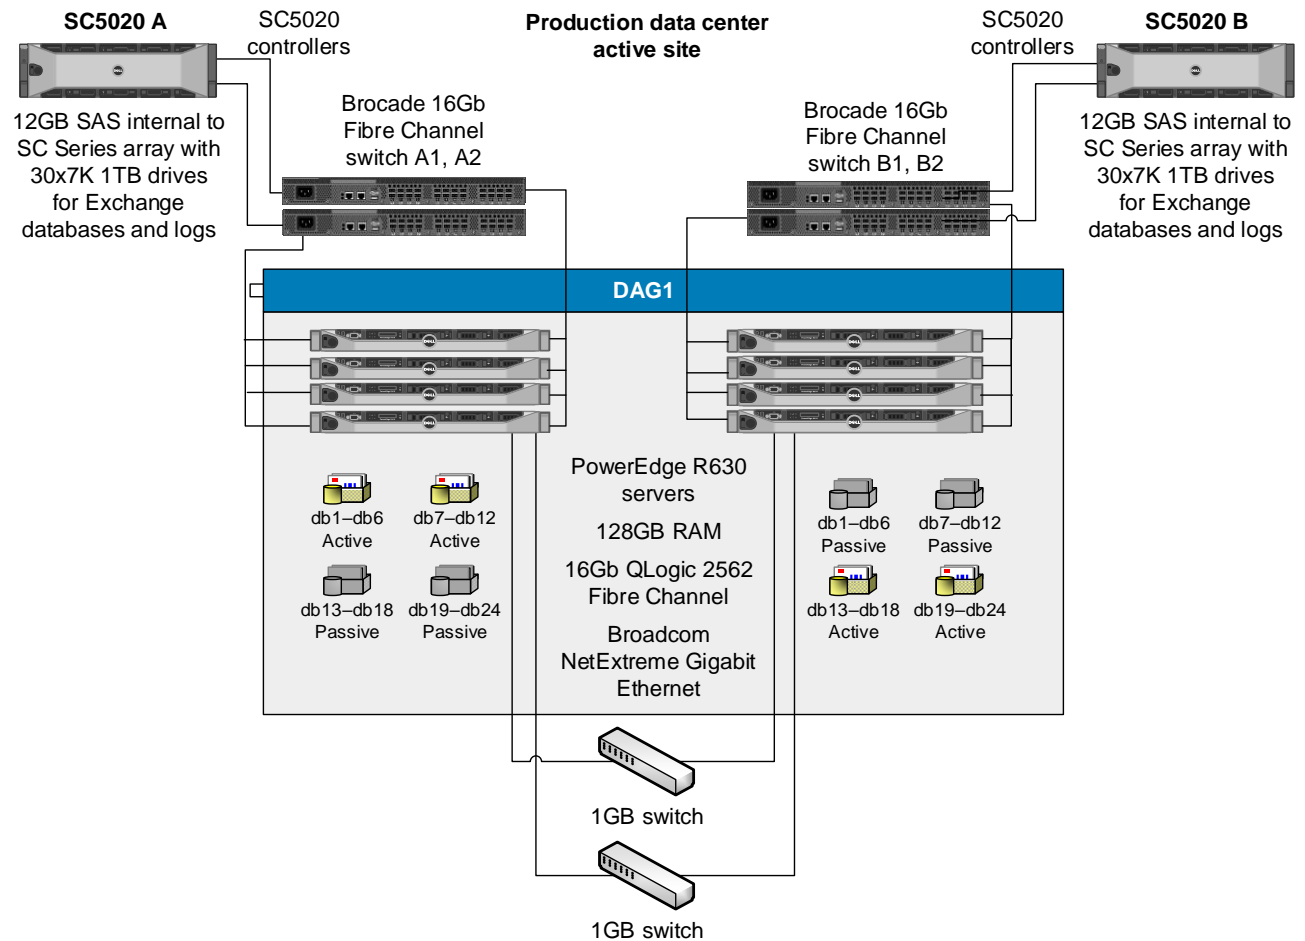 SC5020 A
SC5020
controllers
Production data center
active site
SC5020
controllers
SC5020 B
12GB SAS internal to
SC Series array with
30x7K 1TB drives
for Exchange
databases and logs
Brocade 16Gb
Fibre Channel
switch A1, A2
Brocade 16Gb
Fibre Channel
switch B1, B2
12GB SAS internal to
SC Series array with
30x7K 1TB drives
for Exchange
databases and logs
DAG1
PowerEdge R630
servers
128GB RAM
16Gb QLogic 2562
Fibre Channel
Broadcom
NetExtreme Gigabit
Ethernet
db1–db6
Active
db7–db12
Active
db13–db18
Passive
db19–db24
Passive
db1–db6
Passive
db7–db12
Passive
db13–db18
Active
db19–db24
Active
1GB switch
1GB switch